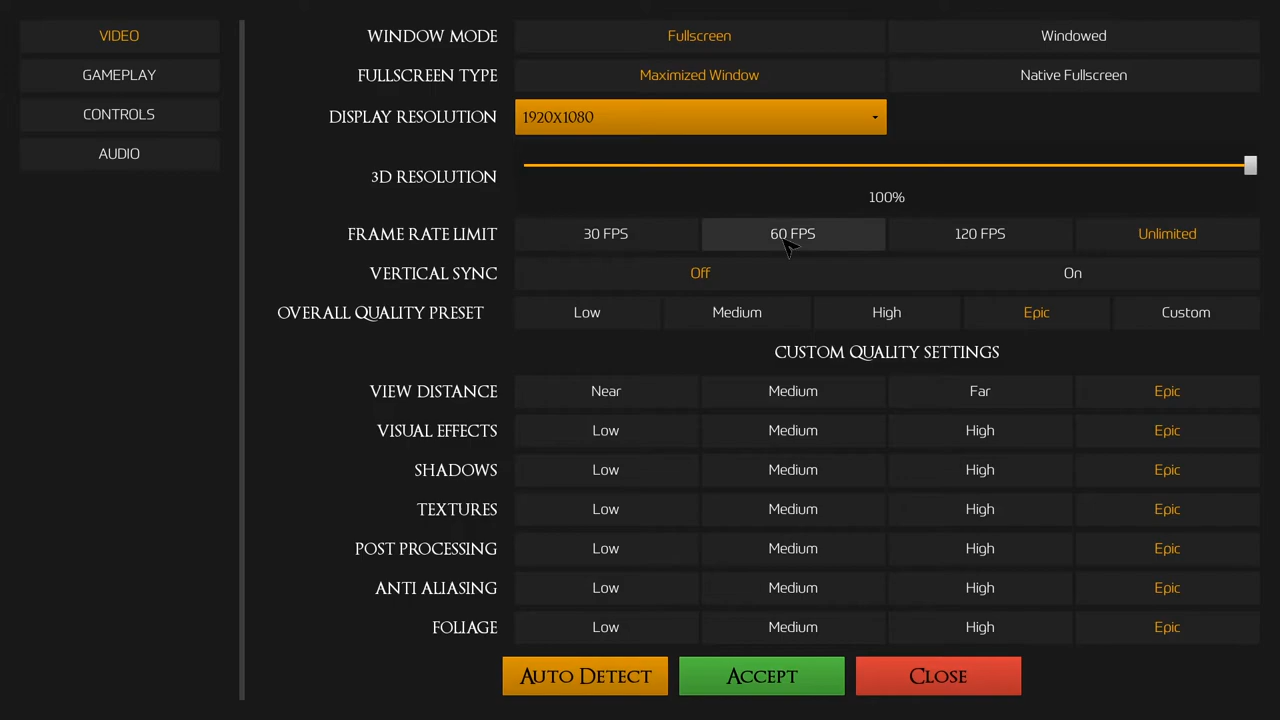 VIDEO
GAMEPLAY
CONTROLS
AUDIO
WINDOW MODE Fullscreen Windowed
FULLSCREEN TYPE Maximized Window Native Fullscreen
DISPLAY RESOLUTION 1920X1080
3D RESOLUTION
100%
FRAME RATE LIMIT 30 FPS 60 FPS 120 FPS Unlimited
VERTICAL SYNC Off On
OVERALL QUALITY PRESET Low Medium High Epic Custom
CUSTOM QUALITY SETTINGS
VIEW DISTANCE Near Medium Far Epic
VISUAL EFFECTS Low Medium High Epic
SHADOWS Low Medium High Epic
TEXTURES Low Medium High Epic
POST PROCESSING Low Medium High Epic
ANTI ALIASING Low Medium High Epic
FOLIAGE Low Medium High Epic
AUTO DETECT ACCEPT CLOSE